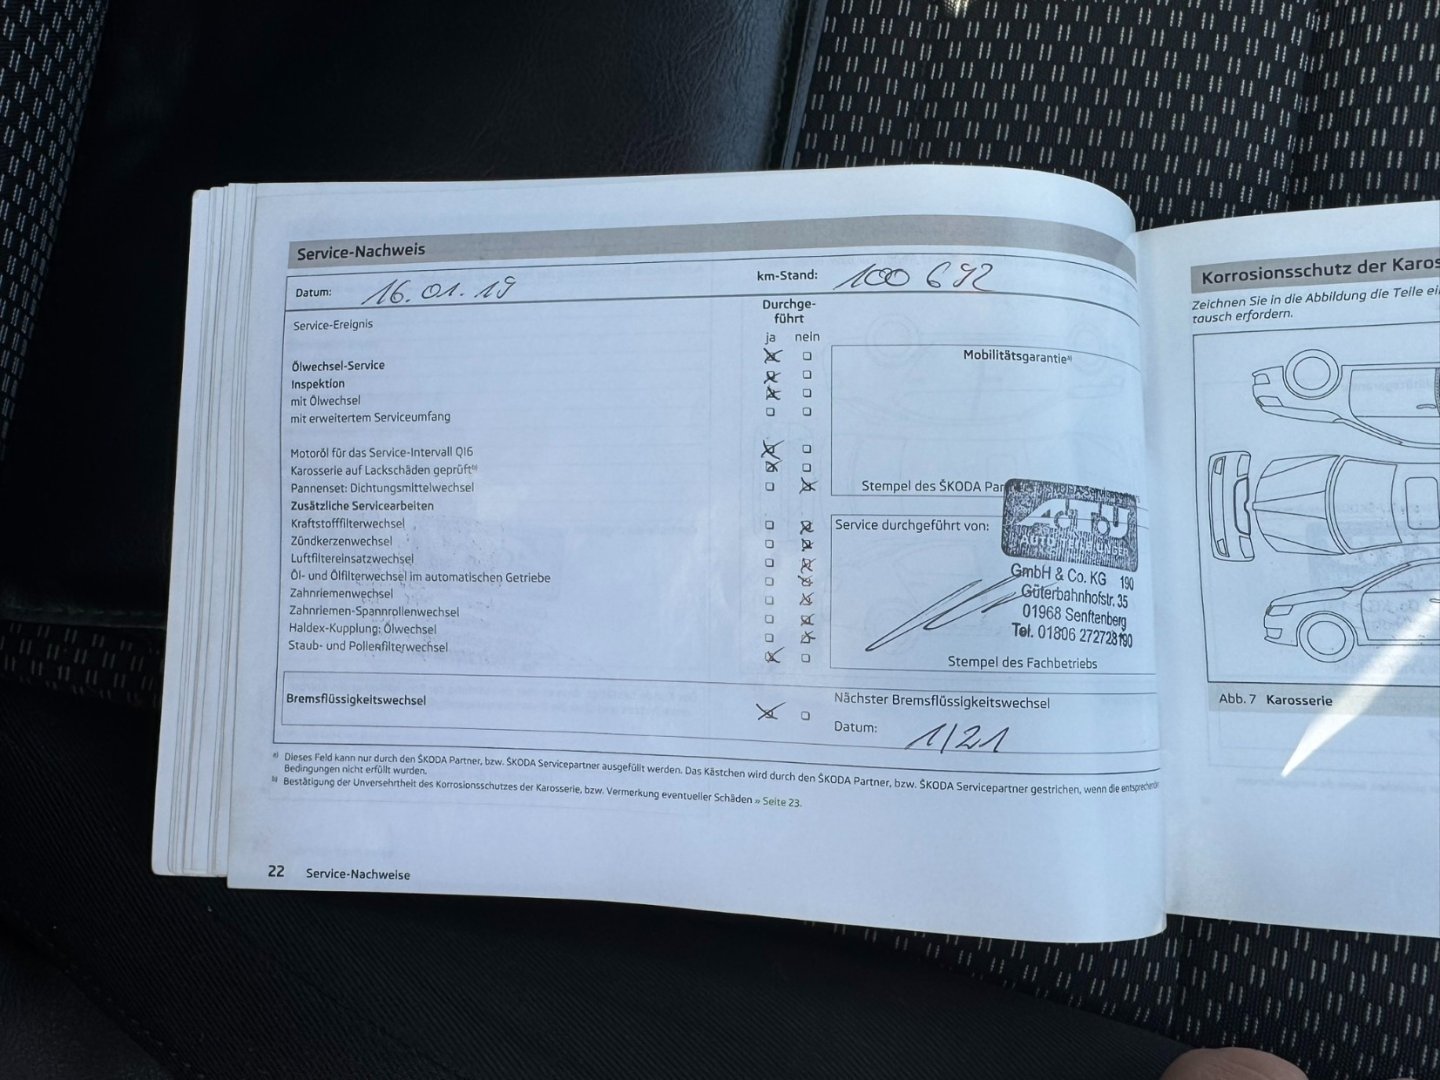 Service-Nachweis
Datum: 16.01.19 km-Stand: 100 692
Service-Ereignis
Durchge-
führt
ja nein
Ölwechsel-Service
Inspektion
mit Ölwechsel
mit erweitertem Serviceumfang
Motoröl für das Service-Intervall QI6
Karosserie auf Lackschäden geprüft b)
Pannenset: Dichtungsmittelwechsel
Zusätzliche Servicearbeiten
Kraftstofffilterwechsel
Zündkerzenwechsel
Luftfiltereinsatzwechsel
Öl- und Ölfilterwechsel im automatischen Getriebe
Zahnriemenwechsel
Zahnriemen-Spannrollenwechsel
Haldex-Kupplung: Ölwechsel
Staub- und Pollenfilterwechsel
Mobilitätsgarantie a)
Stempel des ŠKODA Par
Service durchgeführt von:
AUTO
GmbH & Co. KG 190
Güterbahnhofstr. 35
01968 Senftenberg
Tel. 01806 272728190
Stempel des Fachbetriebs
Bremsflüssigkeitswechsel
Nächster Bremsflüssigkeitswechsel
Datum: 1/21
a) Dieses Feld kann nur durch den ŠKODA Partner, bzw. ŠKODA Servicepartner ausgefüllt werden. Das Kästchen wird durch den ŠKODA Partner, bzw. ŠKODA Servicepartner gestrichen, wenn die entsprechenden
Bedingungen nicht erfüllt wurden.
b) Bestätigung der Unversehrtheit des Korrosionsschutzes der Karosserie, bzw. Vermerkung eventueller Schäden » Seite 23.
22 Service-Nachweise
Korrosionsschutz der Karos
Zeichnen Sie in die Abbildung die Teile ei
tausch erfordern.
Abb. 7 Karosserie